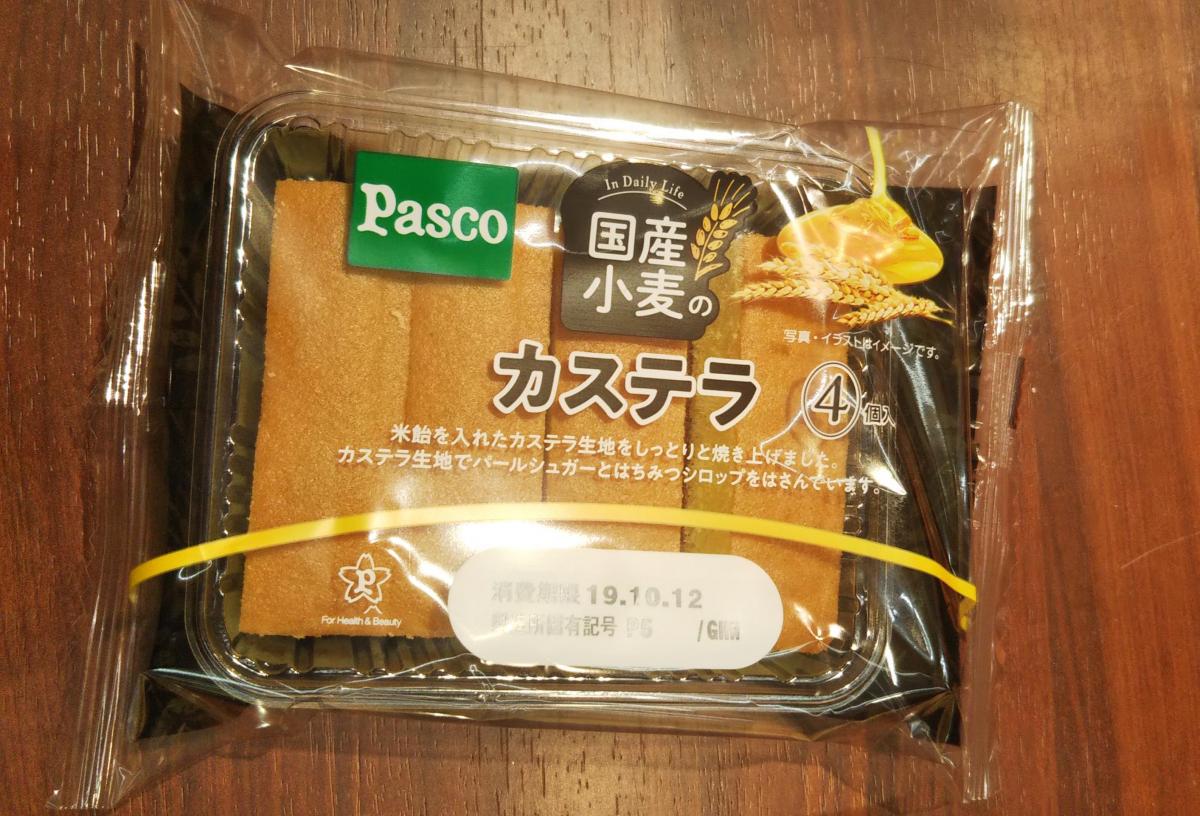 Pasco
In Daily Life
国産
小麦の
写真・イラストはイメージです。
カステラ
4個入
米飴を入れたカステラ生地をしっとりと焼き上げました。
カステラ生地でパールシュガーとはちみつシロップをはさんでいます。
P
For Health & Beauty
消費期限 19.10.12
製造所固有記号 P6